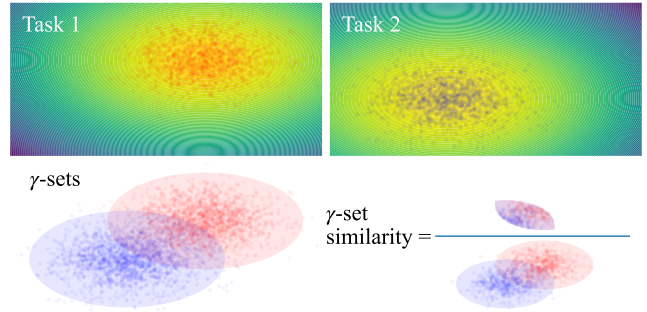 Task 1
Task 2
γ-sets
γ-set
similarity =